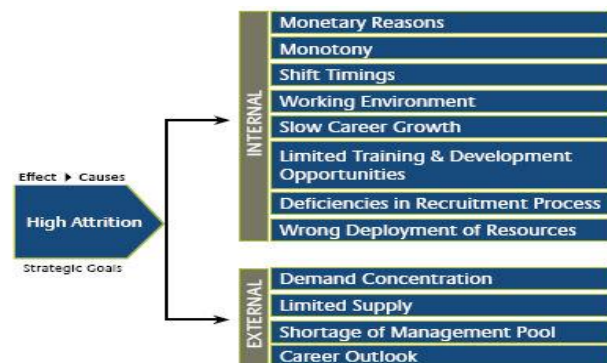 Effect ▶ Causes
High Attrition
Strategic Goals
INTERNAL
Monetary Reasons
Monotony
Shift Timings
Working Environment
Slow Career Growth
Limited Training & Development
Opportunities
Deficiencies in Recruitment Process
Wrong Deployment of Resources
EXTERNAL
Demand Concentration
Limited Supply
Shortage of Management Pool
Career Outlook